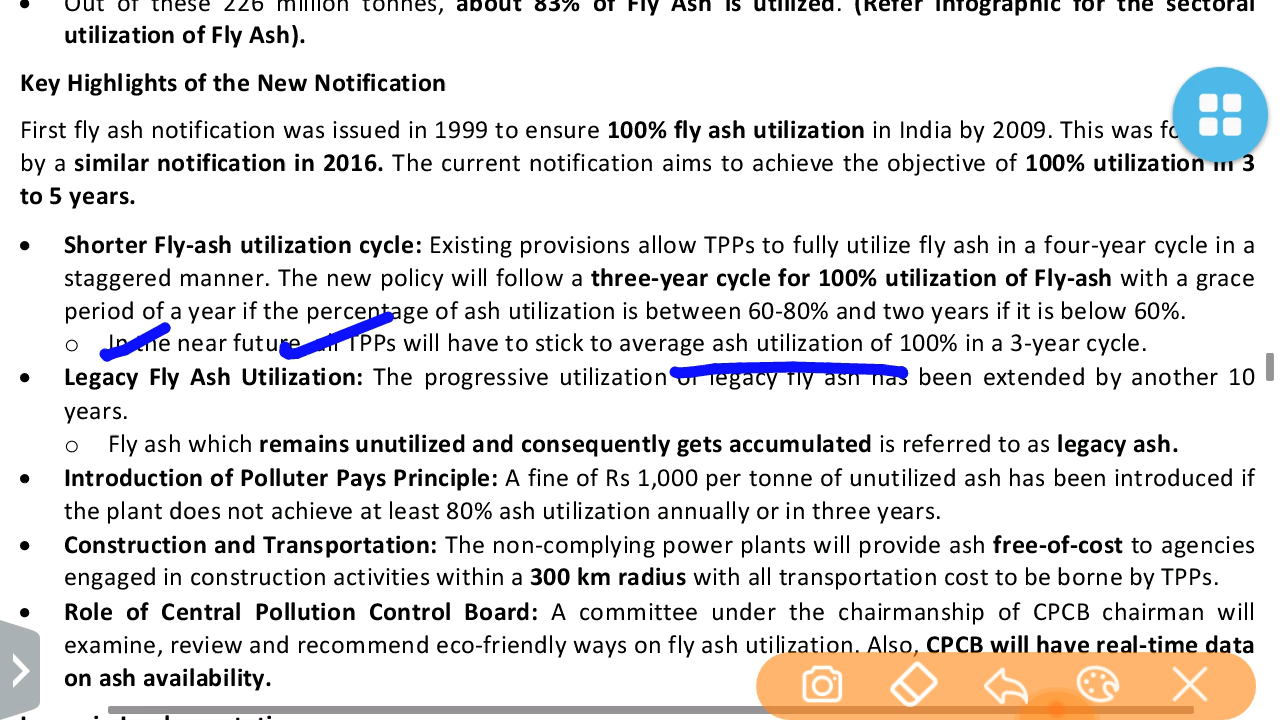 Out of these 226 million tonnes, about 83% of Fly Ash is utilized. (Refer infographic for the sectoral
utilization of Fly Ash).
Key Highlights of the New Notification
First fly ash notification was issued in 1999 to ensure 100% fly ash utilization in India by 2009. This was
by a similar notification in 2016. The current notification aims to achieve the objective of 100% utilization in 3
to 5 years.
• Shorter Fly-ash utilization cycle: Existing provisions allow TPPs to fully utilize fly ash in a four-year cycle in a
staggered manner. The new policy will follow a three-year cycle for 100% utilization of Fly-ash with a grace
period of a year if the percentage of ash utilization is between 60-80% and two years if it is below 60%.
o In the near future, all TPPs will have to stick to average ash utilization of 100% in a 3-year cycle.
• Legacy Fly Ash Utilization: The progressive utilization of legacy fly ash has been extended by another 10
years.
o Fly ash which remains unutilized and consequently gets accumulated is referred to as legacy ash.
• Introduction of Polluter Pays Principle: A fine of Rs 1,000 per tonne of unutilized ash has been introduced if
the plant does not achieve at least 80% ash utilization annually or in three years.
• Construction and Transportation: The non-complying power plants will provide ash free-of-cost to agencies
engaged in construction activities within a 300 km radius with all transportation cost to be borne by TPPs.
• Role of Central Pollution Control Board: A committee under the chairmanship of CPCB chairman will
examine, review and recommend eco-friendly ways on fly ash utilization. Also, CPCB will have real-time data
on ash availability.